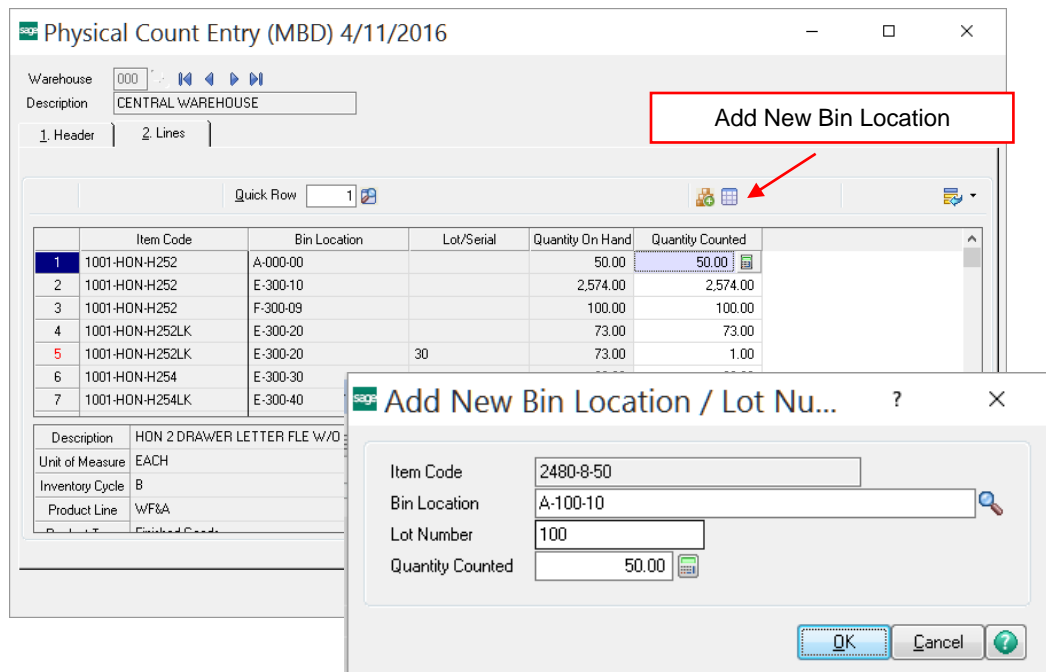 sage Physical Count Entry (MBD) 4/11/2016
Warehouse 000
Description CENTRAL WAREHOUSE
Add New Bin Location
1. Header 2. Lines
Quick Row 1
Item Code Bin Location Lot/Serial Quantity On Hand Quantity Counted
1 1001-HON-H252 A-000-00 50.00 50.00
2 1001-HON-H252 E-300-10 2,574.00 2,574.00
3 1001-HON-H252 F-300-09 100.00 100.00
4 1001-HON-H252LK E-300-20 73.00 73.00
5 1001-HON-H252LK E-300-20 30 73.00 1.00
6 1001-HON-H254 E-300-30
7 1001-HON-H254LK E-300-40
Description HON 2 DRAWER LETTER FLE W/O
Unit of Measure EACH
Inventory Cycle B
Product Line WF&A
sage Add New Bin Location / Lot Nu... ?
Item Code 2480-8-50
Bin Location A-100-10
Lot Number 100
Quantity Counted 50.00
OK Cancel ?